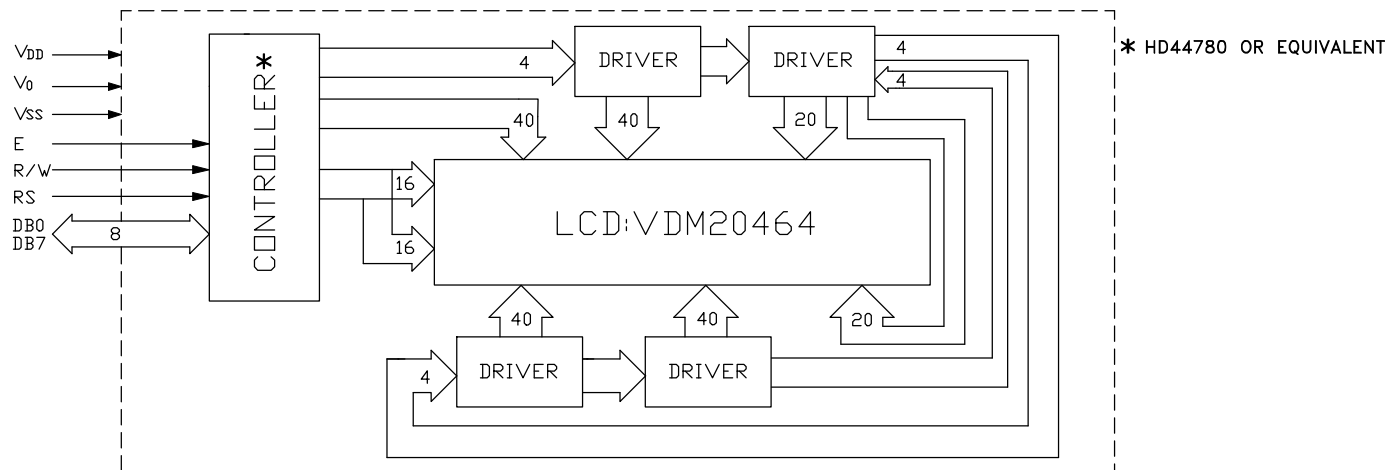 VDD
V0
VSS
E
R/W
RS
DB0
DB7
8
CONTROLLER*
4
DRIVER
DRIVER
4
4
* HD44780 OR EQUIVALENT
40
40
20
16
16
LCD:VDM20464
40
40
20
4
DRIVER
DRIVER